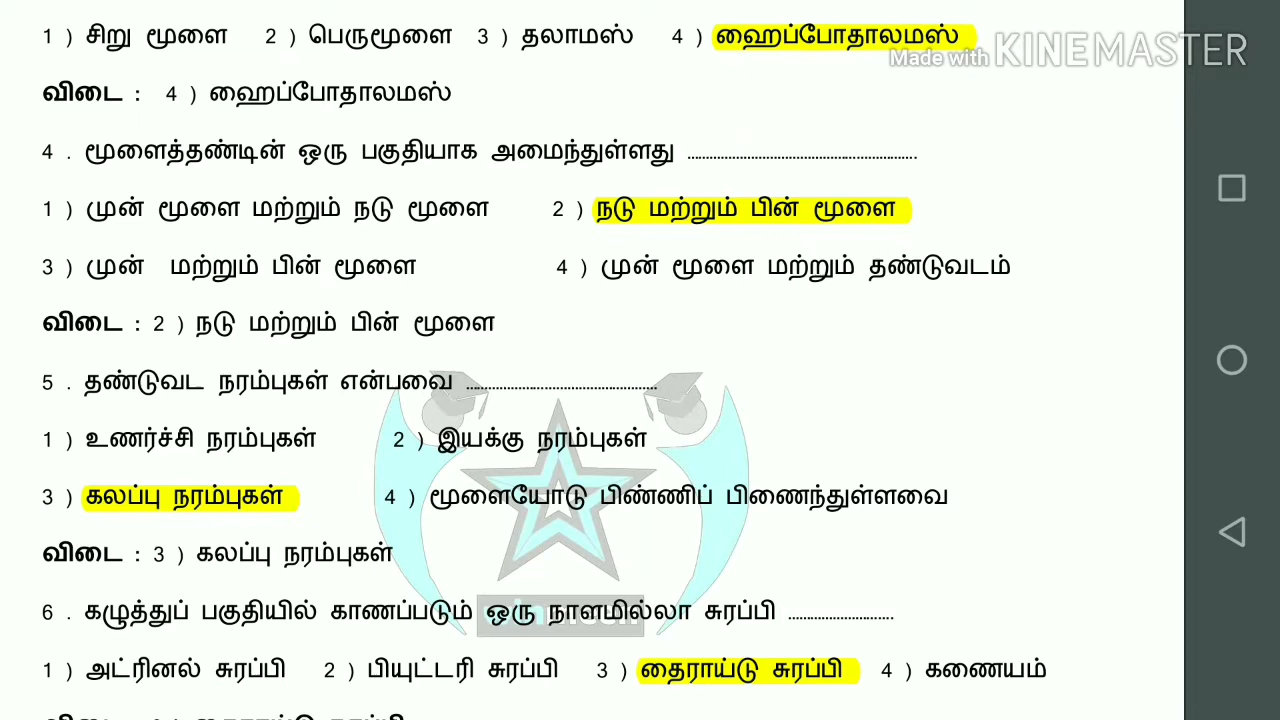 1 ) சிறு மூளை 2 ) பெருமூளை 3 ) தலாமஸ் 4 ) ஹைப்போதாலமஸ்
Made with KINEMASTER
விடை : 4 ) ஹைப்போதாலமஸ்
4 . மூளைத்தண்டின் ஒரு பகுதியாக அமைந்துள்ளது ........................................................
1 ) முன் மூளை மற்றும் நடு மூளை 2 ) நடு மற்றும் பின் மூளை
3 ) முன் மற்றும் பின் மூளை 4 ) முன் மூளை மற்றும் தண்டுவடம்
விடை : 2 ) நடு மற்றும் பின் மூளை
5 . தண்டுவட நரம்புகள் என்பவை ...............................................
1 ) உணர்ச்சி நரம்புகள் 2 ) இயக்கு நரம்புகள்
3 ) கலப்பு நரம்புகள் 4 ) மூளையோடு பிண்ணிப் பிணைந்துள்ளவை
விடை : 3 ) கலப்பு நரம்புகள்
6 . கழுத்துப் பகுதியில் காணப்படும் ஒரு நாளமில்லா சுரப்பி ..........................
1 ) அட்ரினல் சுரப்பி 2 ) பியுட்டரி சுரப்பி 3 ) தைராய்டு சுரப்பி 4 ) கணையம்